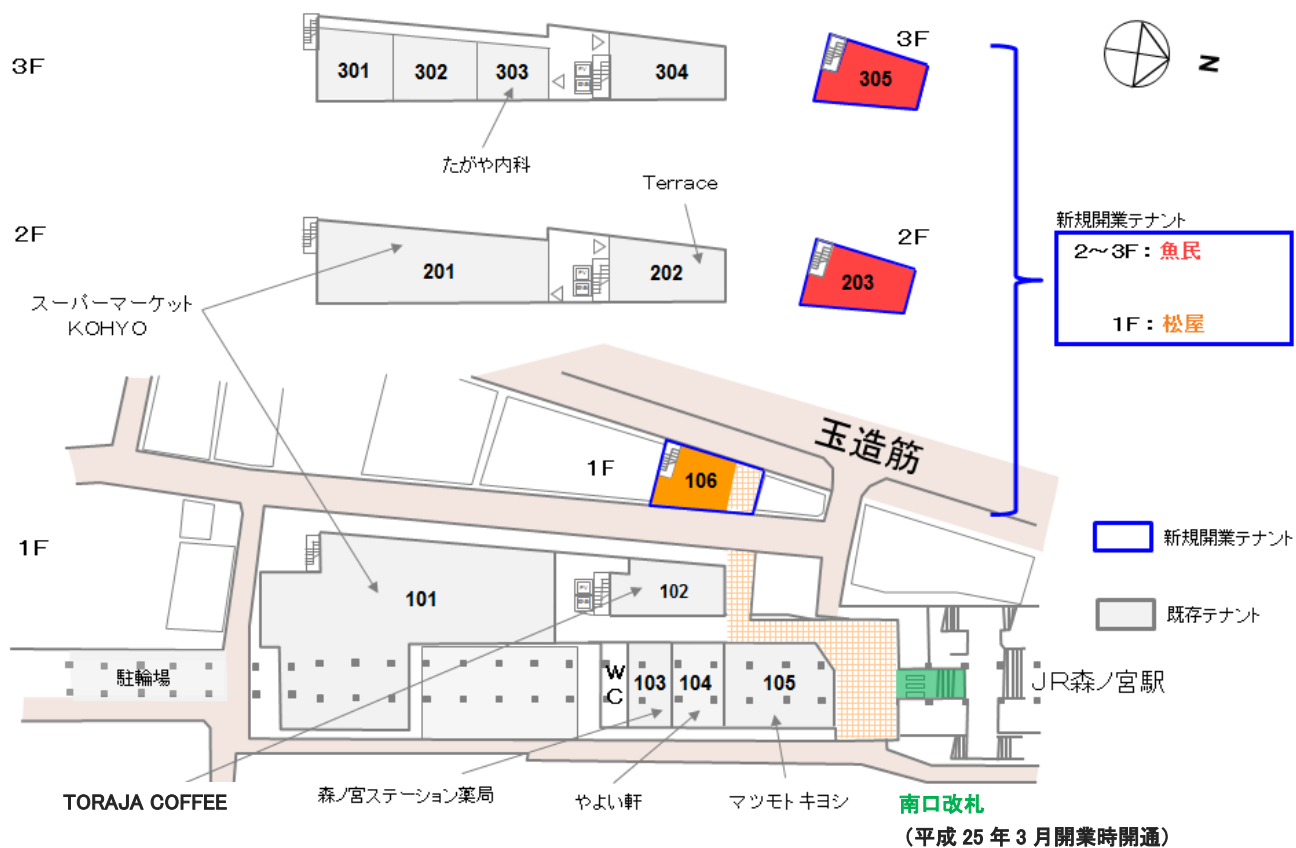 3F
301
302
303
304
3F
305
N
たがや内科
Terrace
2F
201
202
2F
203
新規開業テナント
2～3F：魚民
1F：松屋
スーパーマーケット
KOHYO
玉造筋
1F
106
1F
101
102
新規開業テナント
既存テナント
駐輪場
WC
103
104
105
JR森ノ宮駅
TORAJA COFFEE
森ノ宮ステーション薬局
やよい軒
マツモトキヨシ
南口改札
（平成 25 年 3 月開業時開通）